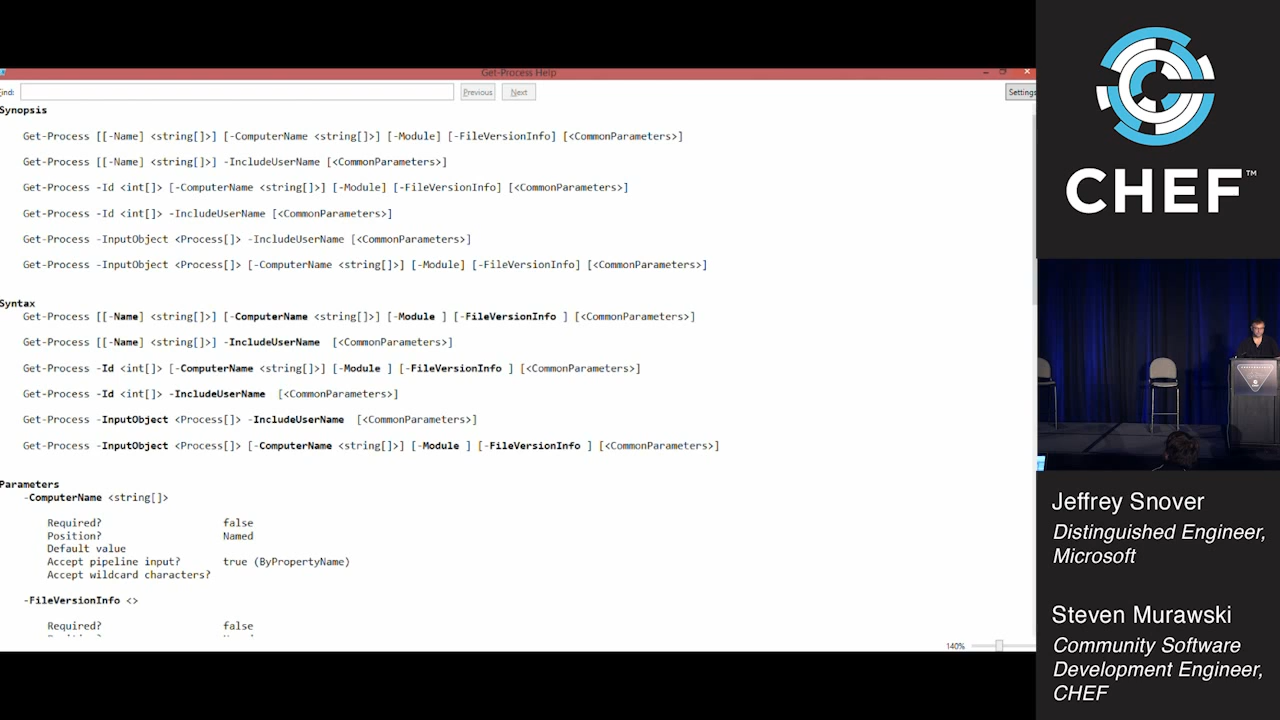 Get-Process Help
Find:
Previous
Next
Settings
Synopsis
Get-Process [[-Name] <string[]>] [-ComputerName <string[]>] [-Module] [-FileVersionInfo] [<CommonParameters>]
Get-Process [[-Name] <string[]>] -IncludeUserName [<CommonParameters>]
Get-Process -Id <int[]> [-ComputerName <string[]>] [-Module] [-FileVersionInfo] [<CommonParameters>]
Get-Process -Id <int[]> -IncludeUserName [<CommonParameters>]
Get-Process -InputObject <Process[]> -IncludeUserName [<CommonParameters>]
Get-Process -InputObject <Process[]> [-ComputerName <string[]>] [-Module] [-FileVersionInfo] [<CommonParameters>]
Syntax
Get-Process [[-Name] <string[]>] [-ComputerName <string[]>] [-Module ] [-FileVersionInfo ] [<CommonParameters>]
Get-Process [[-Name] <string[]>] -IncludeUserName  [<CommonParameters>]
Get-Process -Id <int[]> [-ComputerName <string[]>] [-Module ] [-FileVersionInfo ] [<CommonParameters>]
Get-Process -Id <int[]> -IncludeUserName  [<CommonParameters>]
Get-Process -InputObject <Process[]> -IncludeUserName  [<CommonParameters>]
Get-Process -InputObject <Process[]> [-ComputerName <string[]>] [-Module ] [-FileVersionInfo ] [<CommonParameters>]
Parameters
-ComputerName <string[]>
Required? false
Position? Named
Default value
Accept pipeline input? true (ByPropertyName)
Accept wildcard characters?
-FileVersionInfo <>
Required? false
140%
CHEF™
Jeffrey Snover
Distinguished Engineer,
Microsoft
Steven Murawski
Community Software
Development Engineer,
CHEF